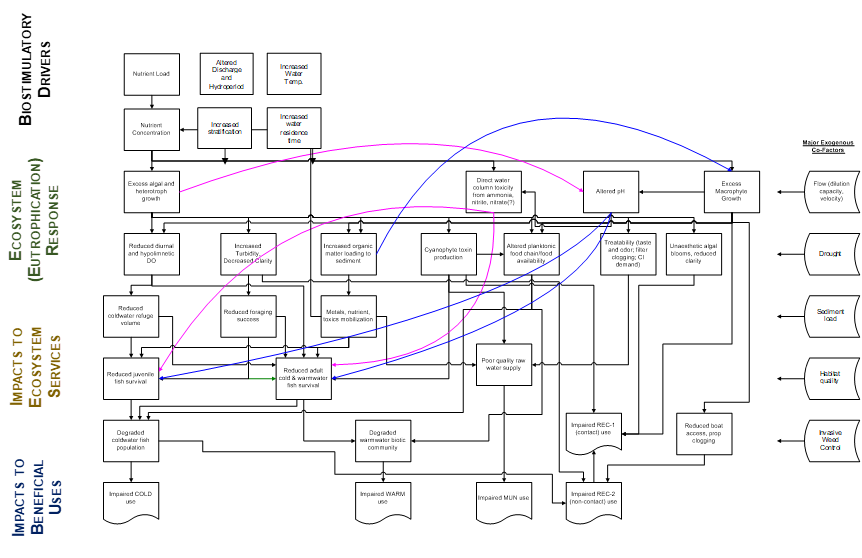 BIOSTIMULATORY
DRIVERS
Nutrient Load
Altered
Discharge
and
Hydroperiod
Increased
Water
Temp.
Nutrient
Concentration
Increased
stratification
Increased
water
residence
time
Major Exogenous
Co-Factors
ECOSYSTEM
(EUTROPHICATION)
RESPONSE
Excess algal and
heterotroph
growth
Direct water
column toxicity
from ammonia,
nitrite, nitrate(?)
Altered pH
Excess
Macrophyte
Growth
Flow (dilution
capacity,
velocity)
Reduced diurnal
and hypolimnetic
DO
Increased
Turbidity,
Decreased clarity
Increased organic
matter loading to
sediment
Cyanophyte toxin
production
Altered planktonic
food chain/food
availability
Treatability (taste
and odor; filter
clogging; Cl
demand)
Unaesthetic algal
blooms, reduced
clarity
Drought
IMPACTS TO
ECOSYSTEM
SERVICES
Reduced
coldwater refuge
volume
Reduced foraging
success
Metals, nutrient,
toxics mobilization
Sediment
load
Reduced juvenile
fish survival
Reduced adult
cold & warmwater
fish survival
Poor quality raw
water supply
Habitat
quality
Degraded
coldwater fish
population
Degraded
warmwater biotic
community
Impaired REC-1
(contact) use
Reduced boat
access, prop
clogging
Invasive
Weed
Control
IMPACTS TO
BENEFICIAL
USES
Impaired COLD
use
Impaired WARM
use
Impaired MUN use
Impaired REC-2
(non-contact) use